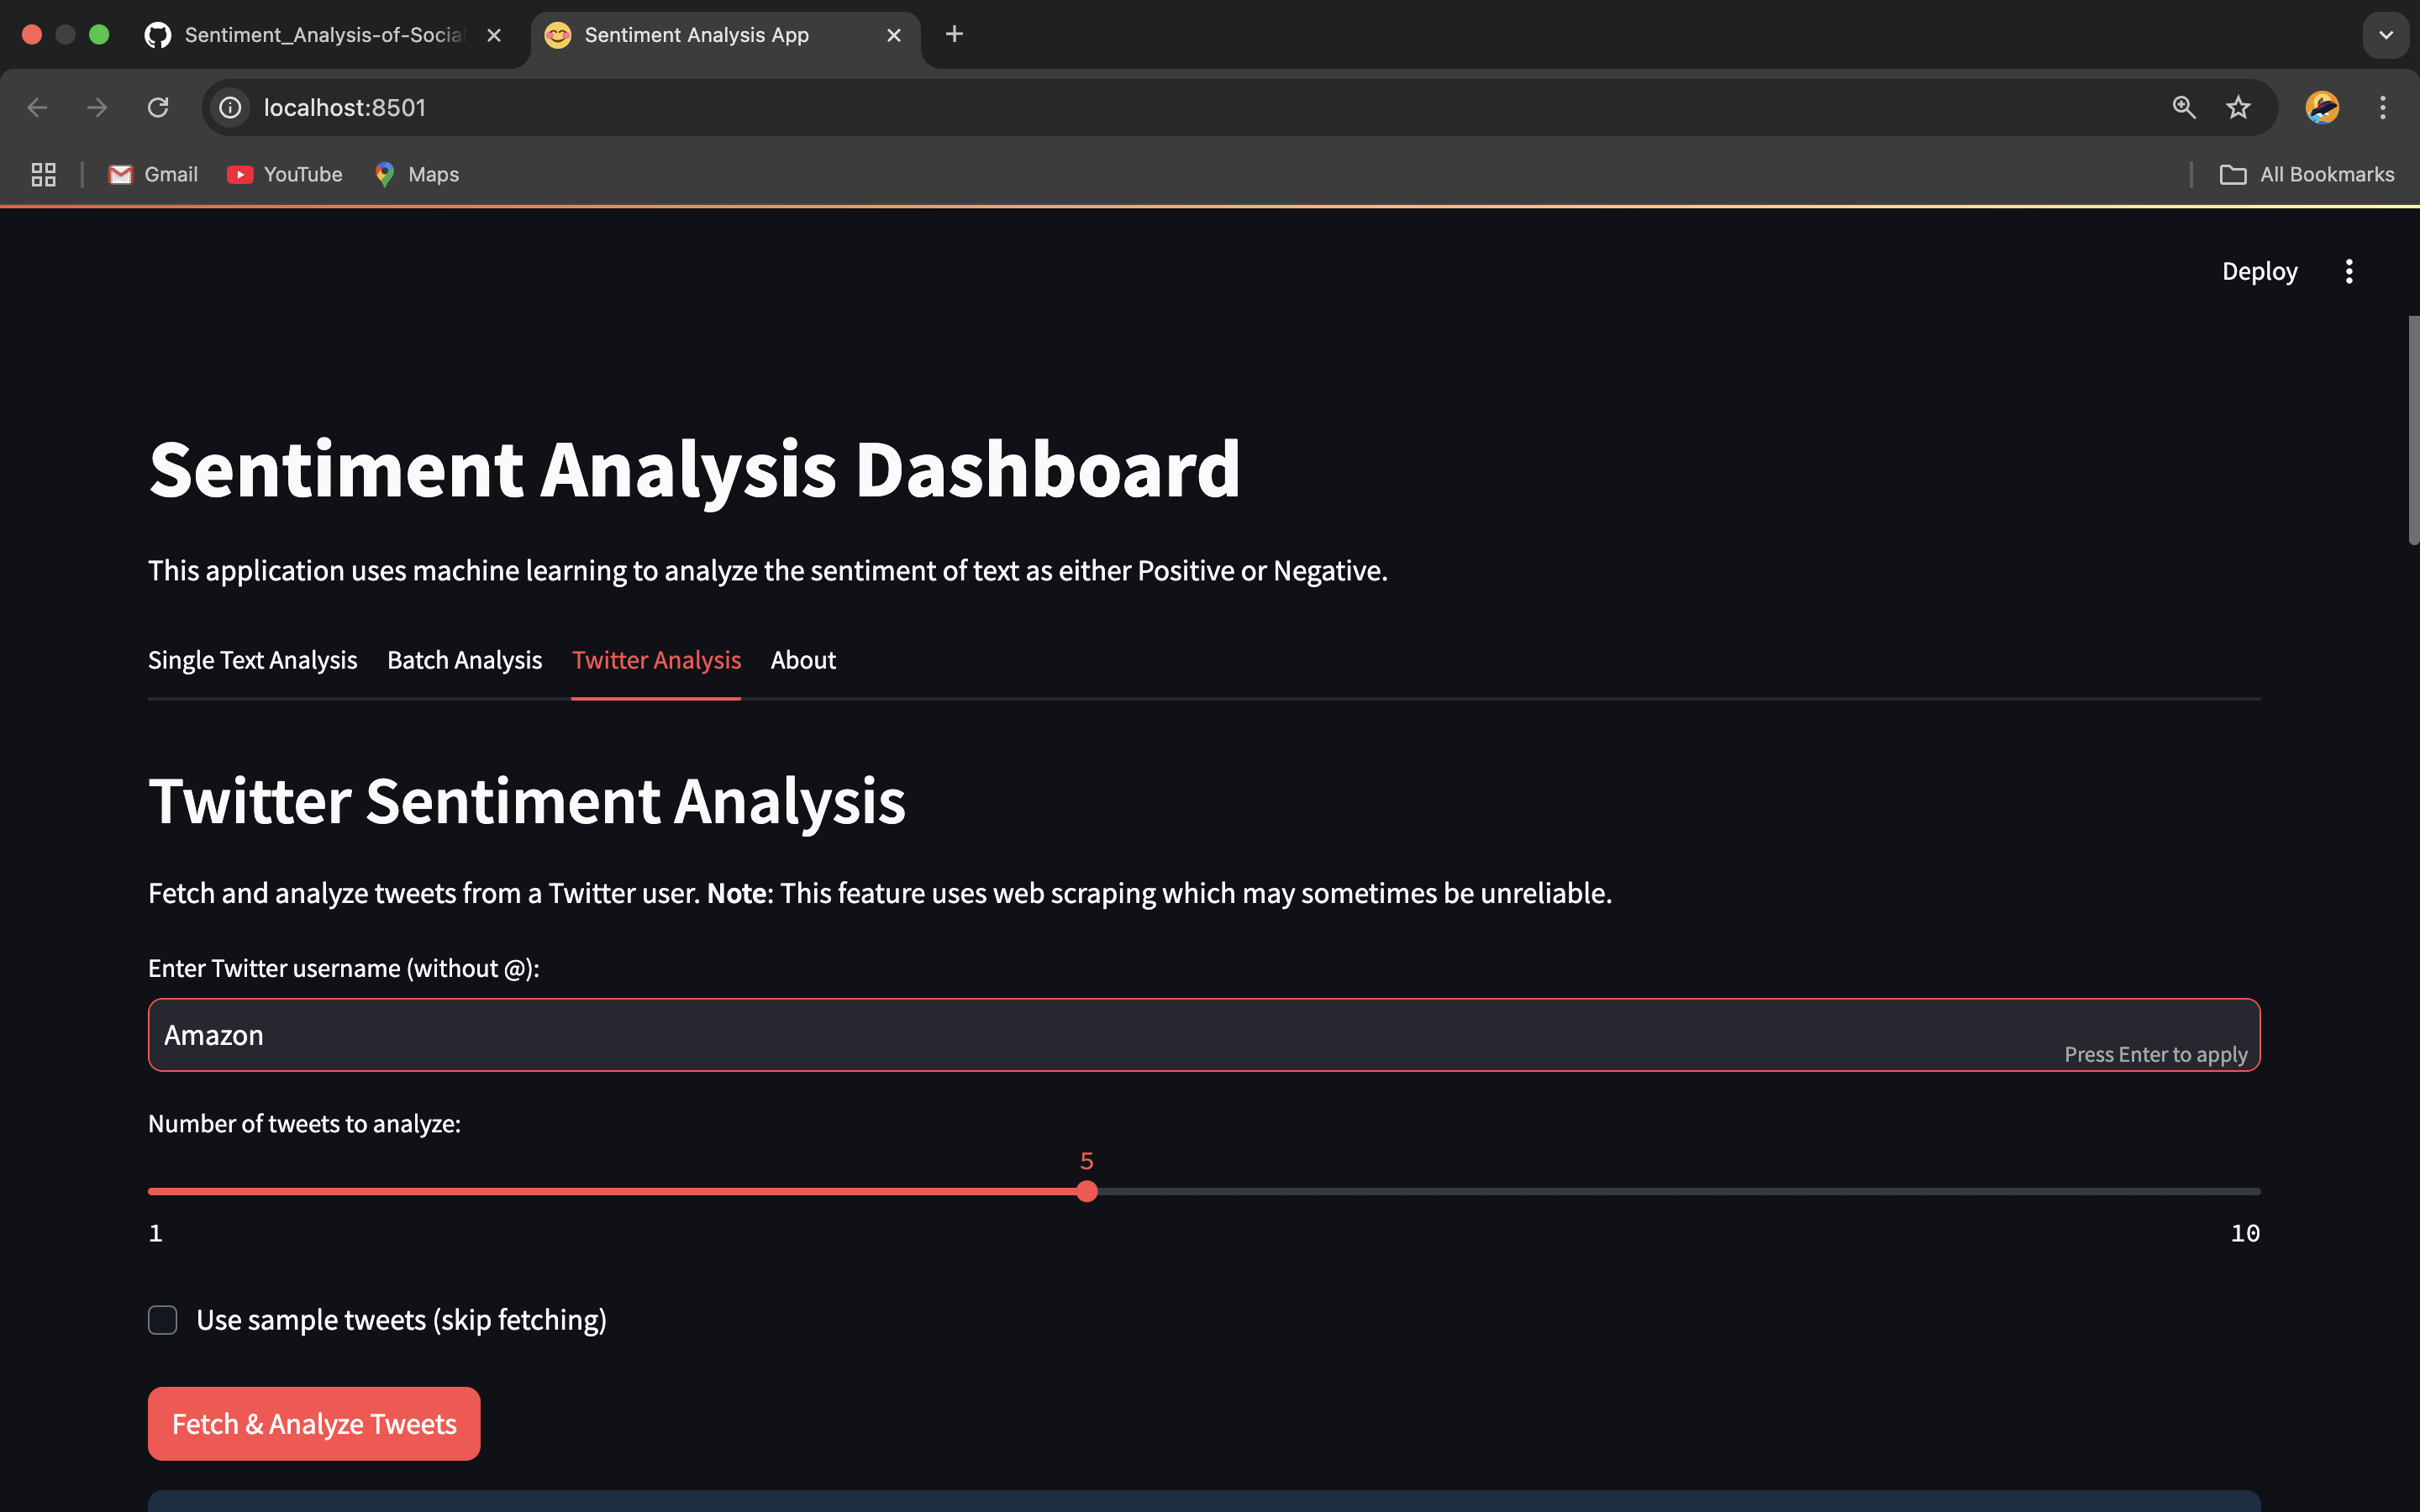 Sentiment_Analysis-of-Social
Sentiment Analysis App
localhost:8501
Gmail
YouTube
Maps
All Bookmarks
Deploy
Sentiment Analysis Dashboard
This application uses machine learning to analyze the sentiment of text as either Positive or Negative.
Single Text Analysis
Batch Analysis
Twitter Analysis
About
Twitter Sentiment Analysis
Fetch and analyze tweets from a Twitter user. Note: This feature uses web scraping which may sometimes be unreliable.
Enter Twitter username (without @):
Amazon
Press Enter to apply
Number of tweets to analyze:
5
1
10
Use sample tweets (skip fetching)
Fetch & Analyze Tweets